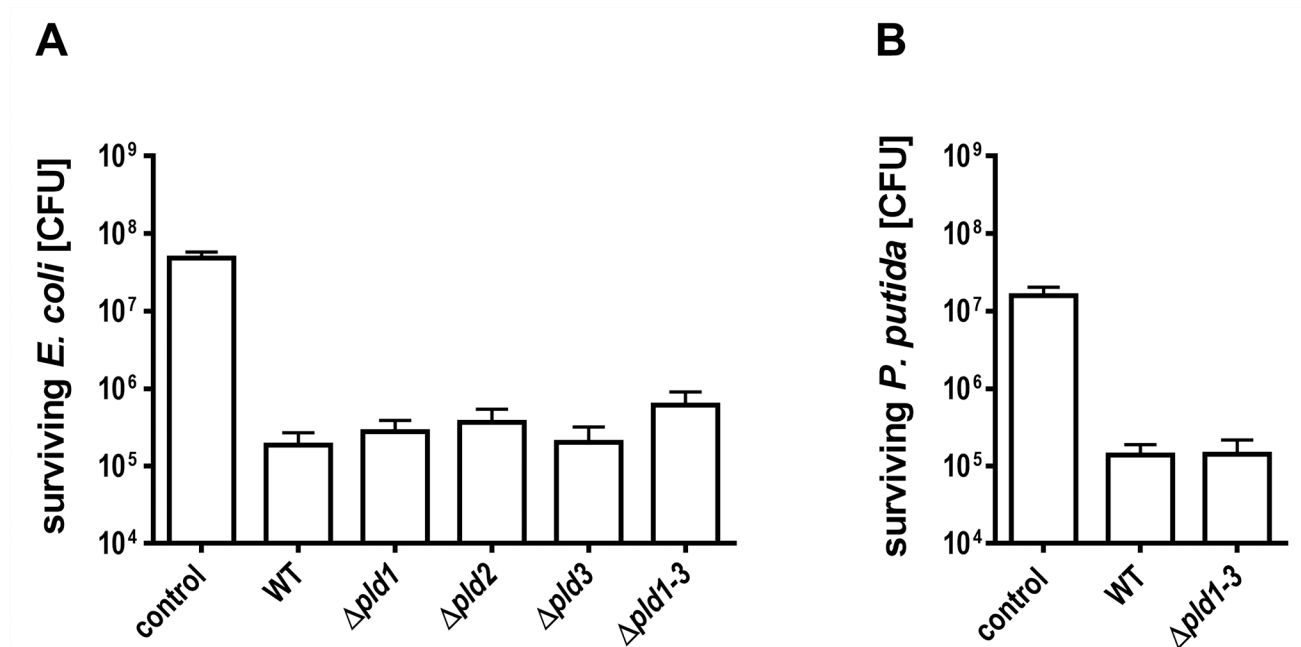 A
surviving E. coli [CFU]
10⁹
10⁸
10⁷
10⁶
10⁵
10⁴
control
WT
Δpld1
Δpld2
Δpld3
Δpld1-3
B
surviving P. putida [CFU]
10⁹
10⁸
10⁷
10⁶
10⁵
10⁴
control
WT
Δpld1-3